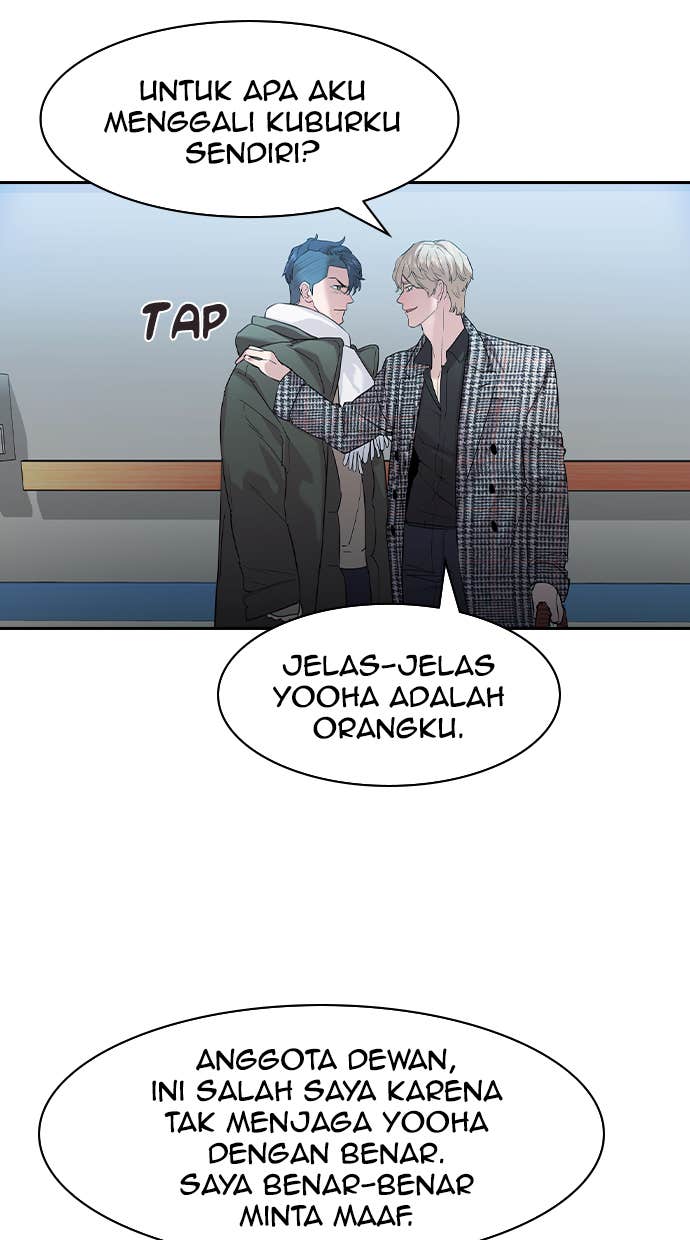 UNTUK APA AKU
MENGGALI KUBURKU
SENDIRI?
TAP
JELAS-JELAS
YOOHA ADALAH
ORANGKU.
ANGGOTA DEWAN,
INI SALAH SAYA KARENA
TAK MENJAGA YOOHA
DENGAN BENAR.
SAYA BENAR-BENAR
MINTA MAAF.